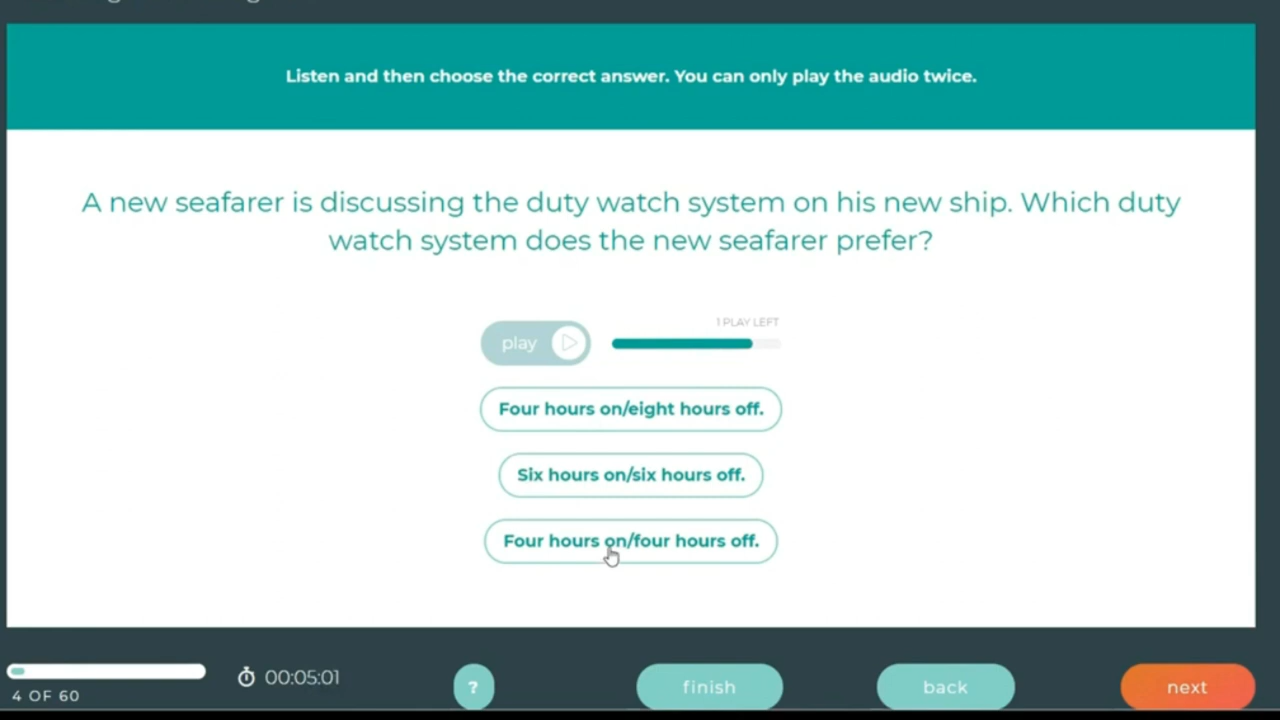 Listen and then choose the correct answer. You can only play the audio twice.
A new seafarer is discussing the duty watch system on his new ship. Which duty
watch system does the new seafarer prefer?
1 PLAY LEFT
play
Four hours on/eight hours off.
Six hours on/six hours off.
Four hours on/four hours off.
00:05:01
4 OF 60
?
finish
back
next